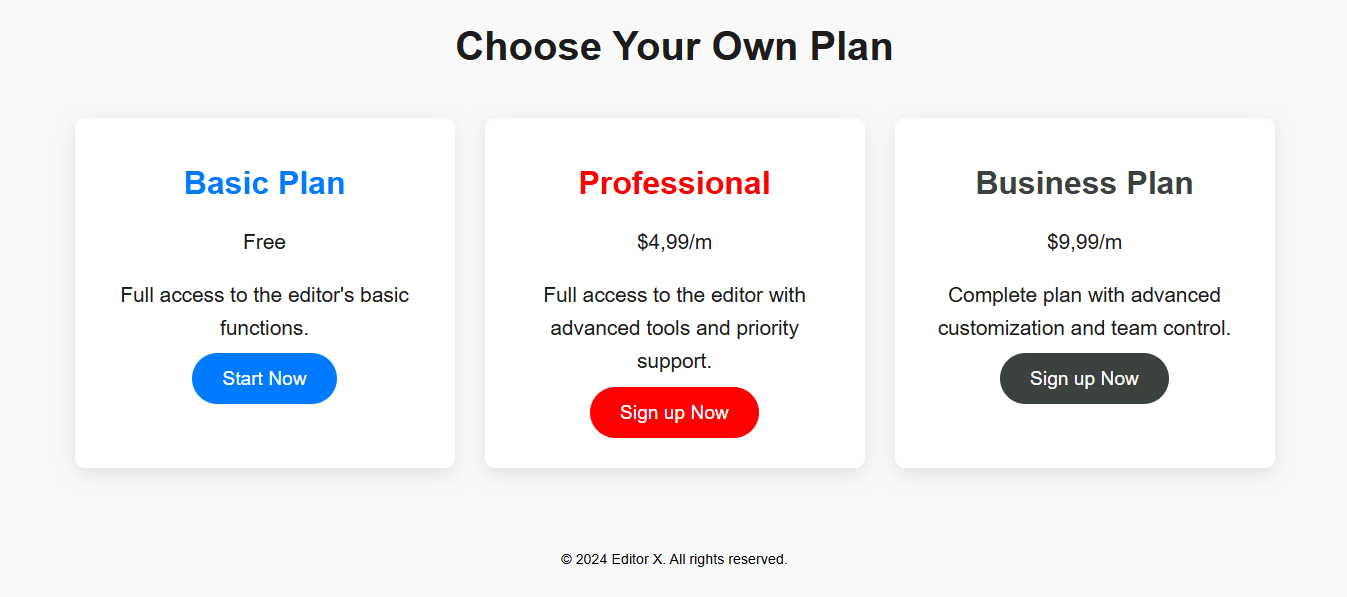 Choose Your Own Plan
Basic Plan
Free
Full access to the editor's basic
functions.
Start Now
Professional
$4,99/m
Full access to the editor with
advanced tools and priority
support.
Sign up Now
Business Plan
$9,99/m
Complete plan with advanced
customization and team control.
Sign up Now
© 2024 Editor X. All rights reserved.